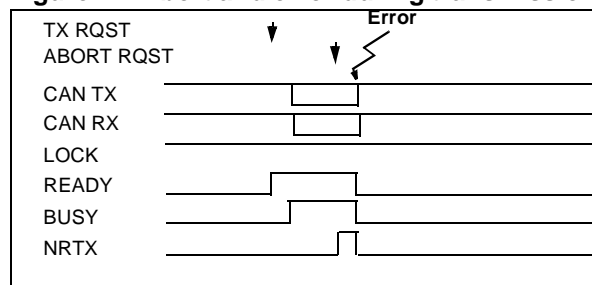 TX RQST
Error
ABORT RQST
CAN TX
CAN RX
LOCK
READY
BUSY
NRTX